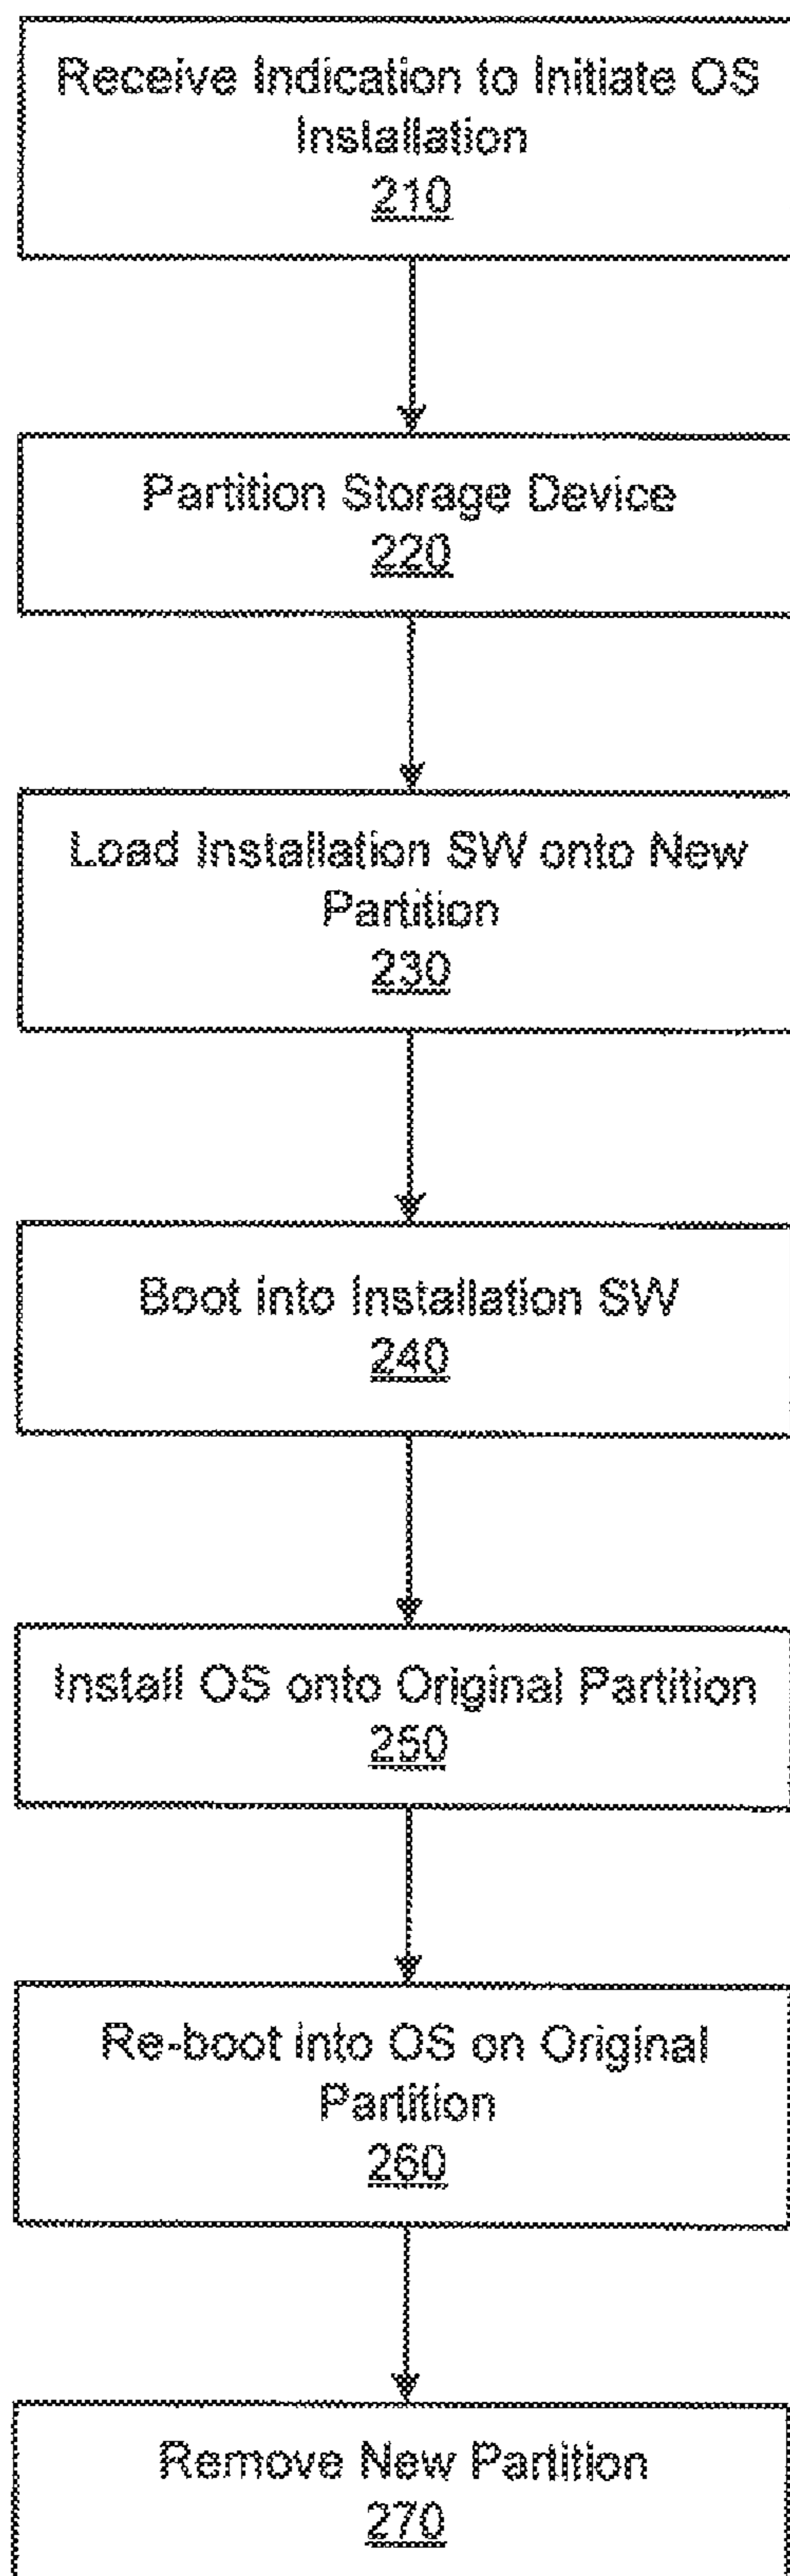 Receive Indication to Initiate OS
Installation
210
Partition Storage Device
220
Load Installation SW onto New
Partition
230
Boot into Installation SW
240
Install OS onto Original Partition
250
Re-boot into OS on Original
Partition
260
Remove New Partition
270